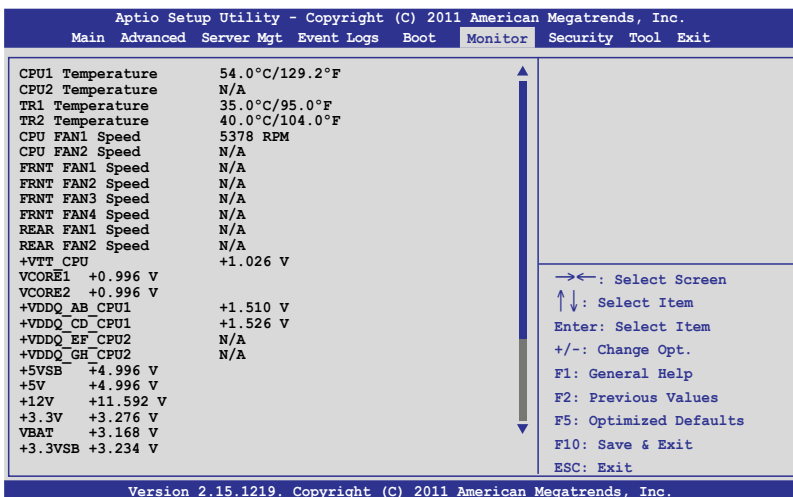 Aptio Setup Utility - Copyright (C) 2011 American Megatrends, Inc.
Main Advanced Server Mgt Event Logs Boot Monitor Security Tool Exit
CPU1 Temperature 54.0°C/129.2°F
CPU2 Temperature N/A
TR1 Temperature 35.0°C/95.0°F
TR2 Temperature 40.0°C/104.0°F
CPU FAN1 Speed 5378 RPM
CPU FAN2 Speed N/A
FRNT FAN1 Speed N/A
FRNT FAN2 Speed N/A
FRNT FAN3 Speed N/A
FRNT FAN4 Speed N/A
REAR FAN1 Speed N/A
REAR FAN2 Speed N/A
+VTT_CPU +1.026 V
VCORE1 +0.996 V
VCORE2 +0.996 V
+VDDQ_AB_CPU1 +1.510 V
+VDDQ_CD_CPU1 +1.526 V
+VDDQ_EF_CPU2 N/A
+VDDQ_GH_CPU2 N/A
+5VSB +4.996 V
+5V +4.996 V
+12V +11.592 V
+3.3V +3.276 V
VBAT +3.168 V
+3.3VSB +3.234 V
→←: Select Screen
↑↓: Select Item
Enter: Select Item
+/-: Change Opt.
F1: General Help
F2: Previous Values
F5: Optimized Defaults
F10: Save & Exit
ESC: Exit
Version 2.15.1219. Copyright (C) 2011 American Megatrends, Inc.